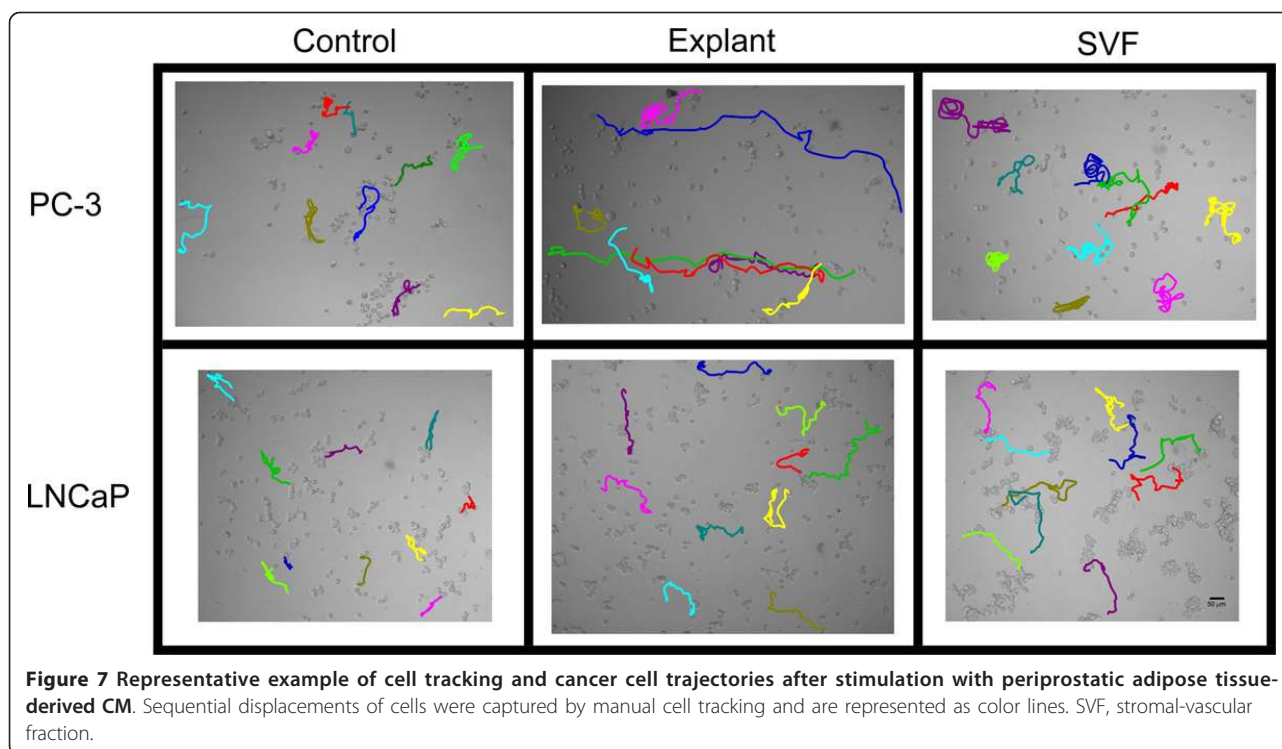 Control Explant SVF
PC-3
LNCaP
50 µm
Figure 7 Representative example of cell tracking and cancer cell trajectories after stimulation with periprostatic adipose tissue-
derived CM. Sequential displacements of cells were captured by manual cell tracking and are represented as color lines. SVF, stromal-vascular
fraction.